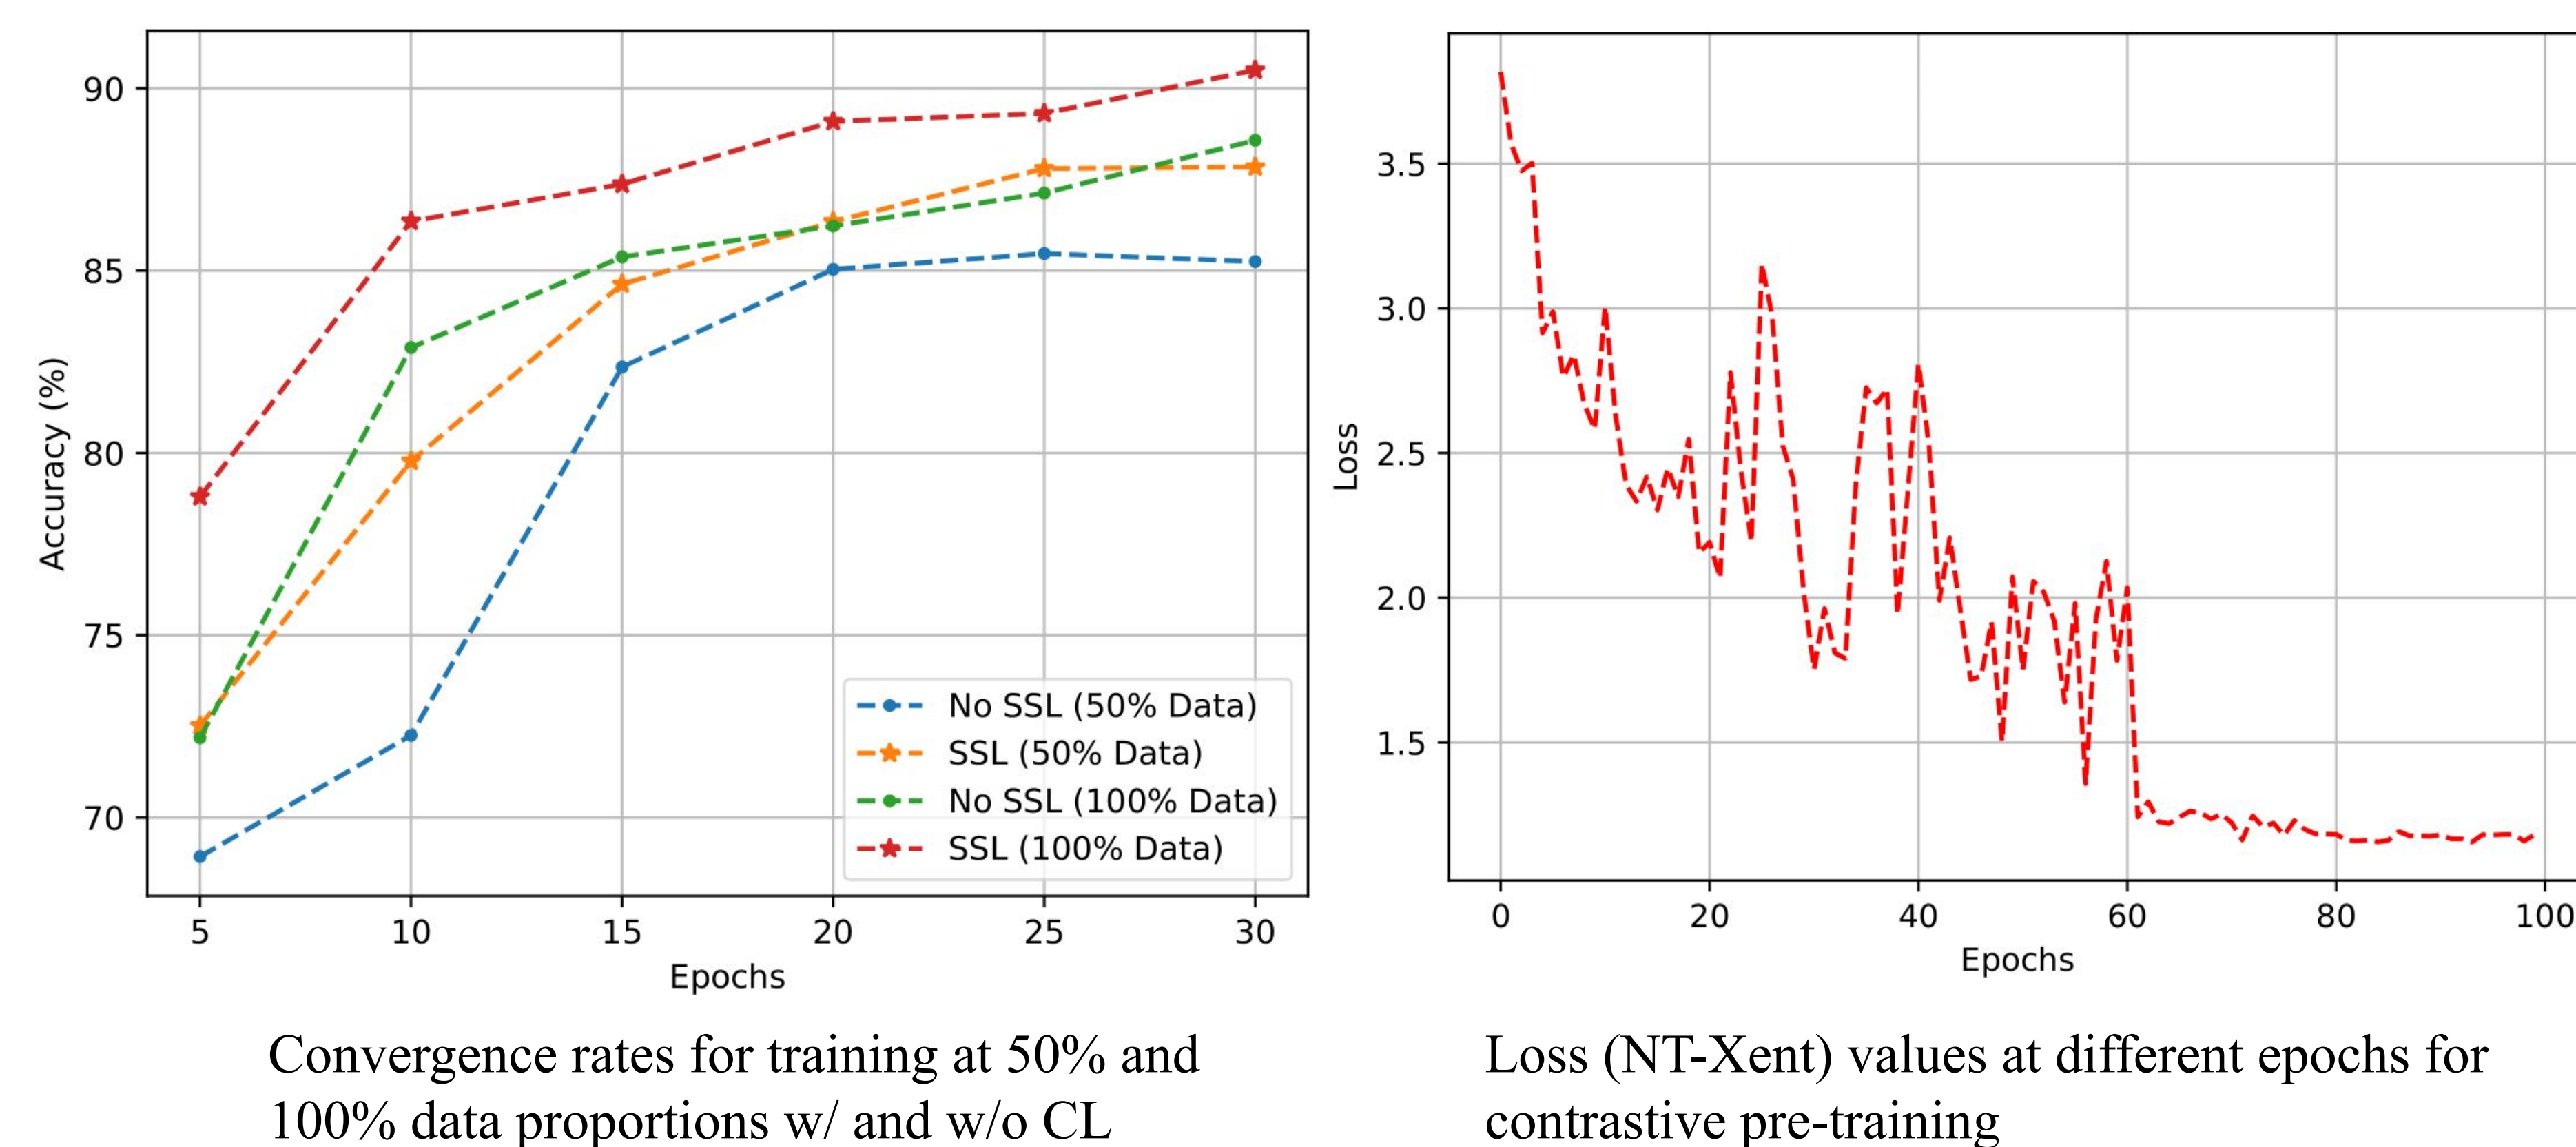 90
85
80
75
70
Accuracy (%)
5 10 15 20 25 30
Epochs
No SSL (50% Data)
SSL (50% Data)
No SSL (100% Data)
SSL (100% Data)
Convergence rates for training at 50% and
100% data proportions w/ and w/o CL
3.5
3.0
2.5
2.0
1.5
Loss
0 20 40 60 80 100
Epochs
Loss (NT-Xent) values at different epochs for
contrastive pre-training